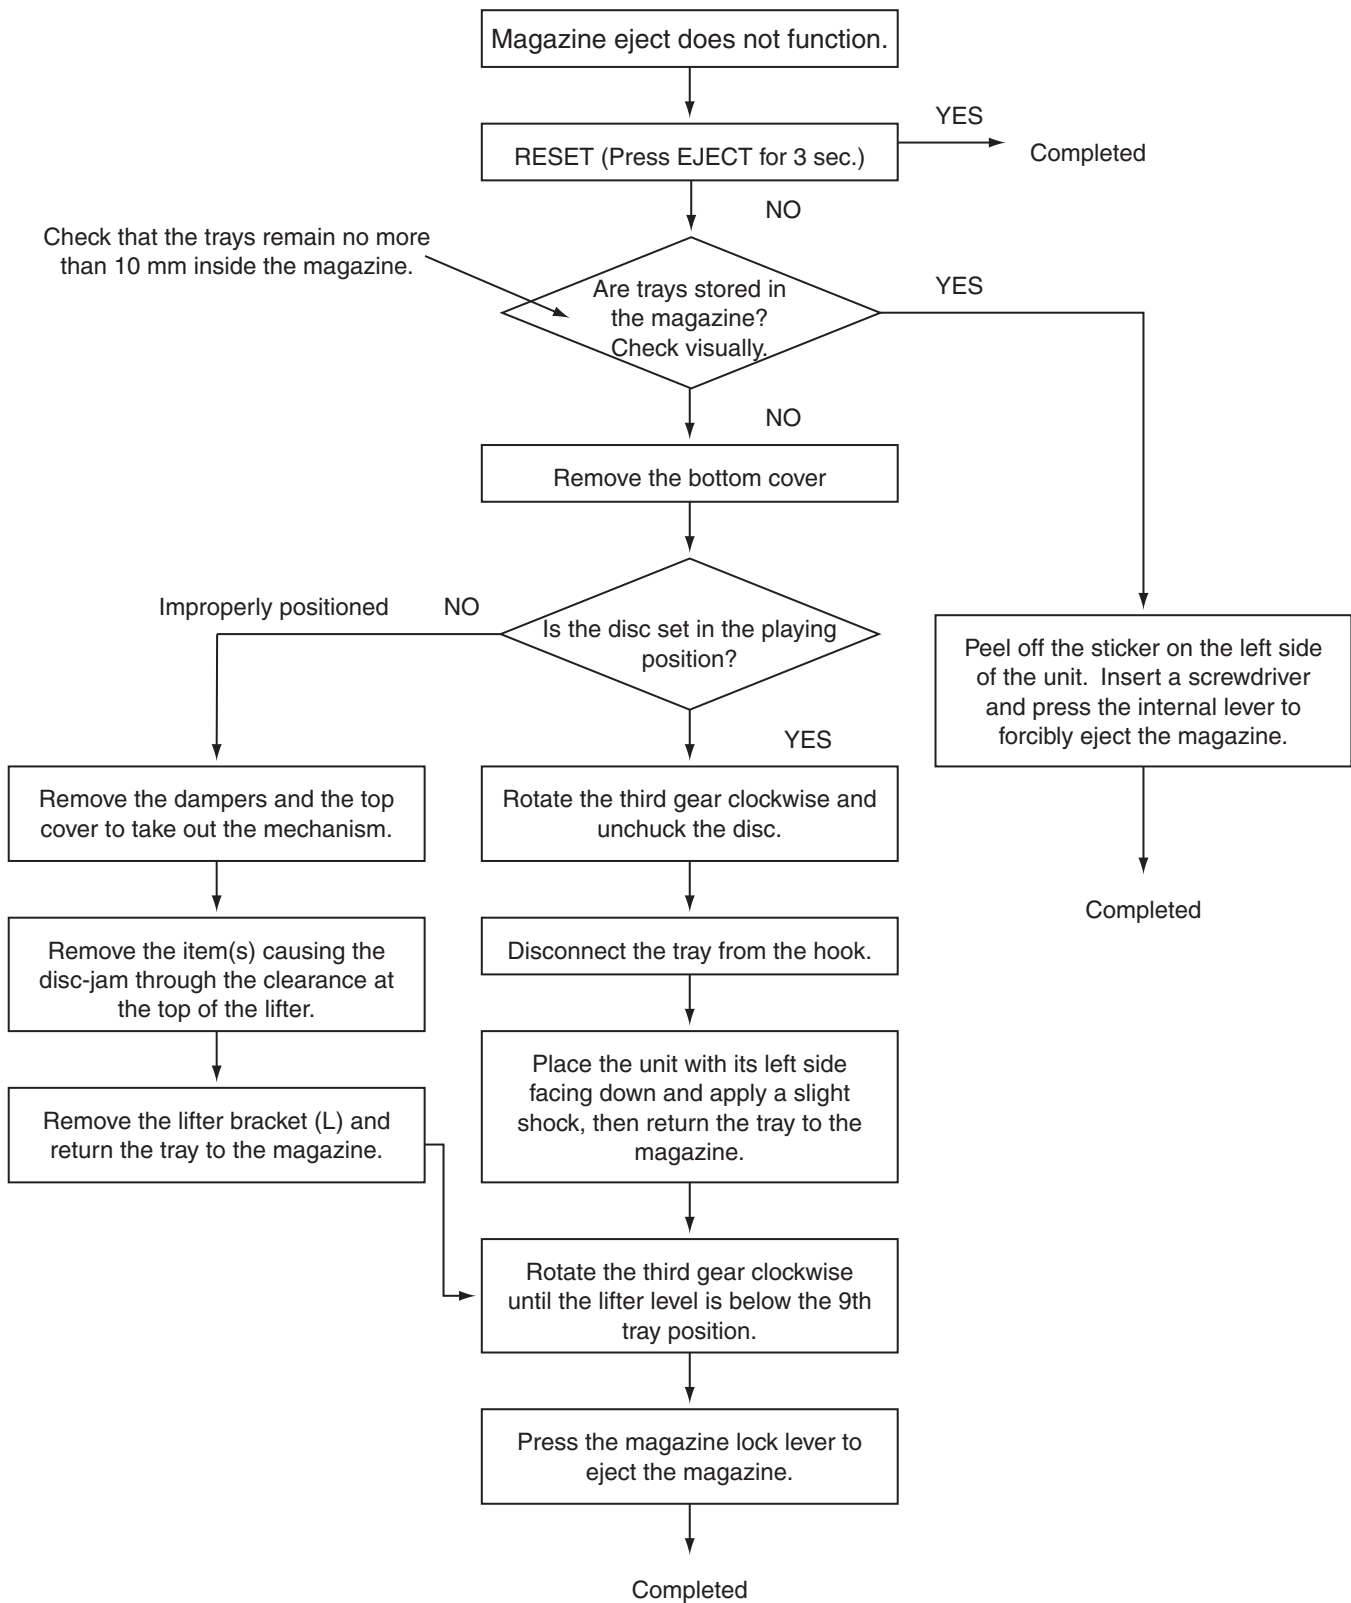 Magazine eject does not function.
YES
RESET (Press EJECT for 3 sec.)
Completed
NO
Check that the trays remain no more
than 10 mm inside the magazine.
Are trays stored in
the magazine?
Check visually.
YES
NO
Remove the bottom cover
Improperly positioned
NO
Is the disc set in the playing
position?
YES
Peel off the sticker on the left side
of the unit.  Insert a screwdriver
and press the internal lever to
forcibly eject the magazine.
Completed
Remove the dampers and the top
cover to take out the mechanism.
Rotate the third gear clockwise and
unchuck the disc.
Remove the item(s) causing the
disc-jam through the clearance at
the top of the lifter.
Disconnect the tray from the hook.
Remove the lifter bracket (L) and
return the tray to the magazine.
Place the unit with its left side
facing down and apply a slight
shock, then return the tray to the
magazine.
Rotate the third gear clockwise
until the lifter level is below the 9th
tray position.
Press the magazine lock lever to
eject the magazine.
Completed